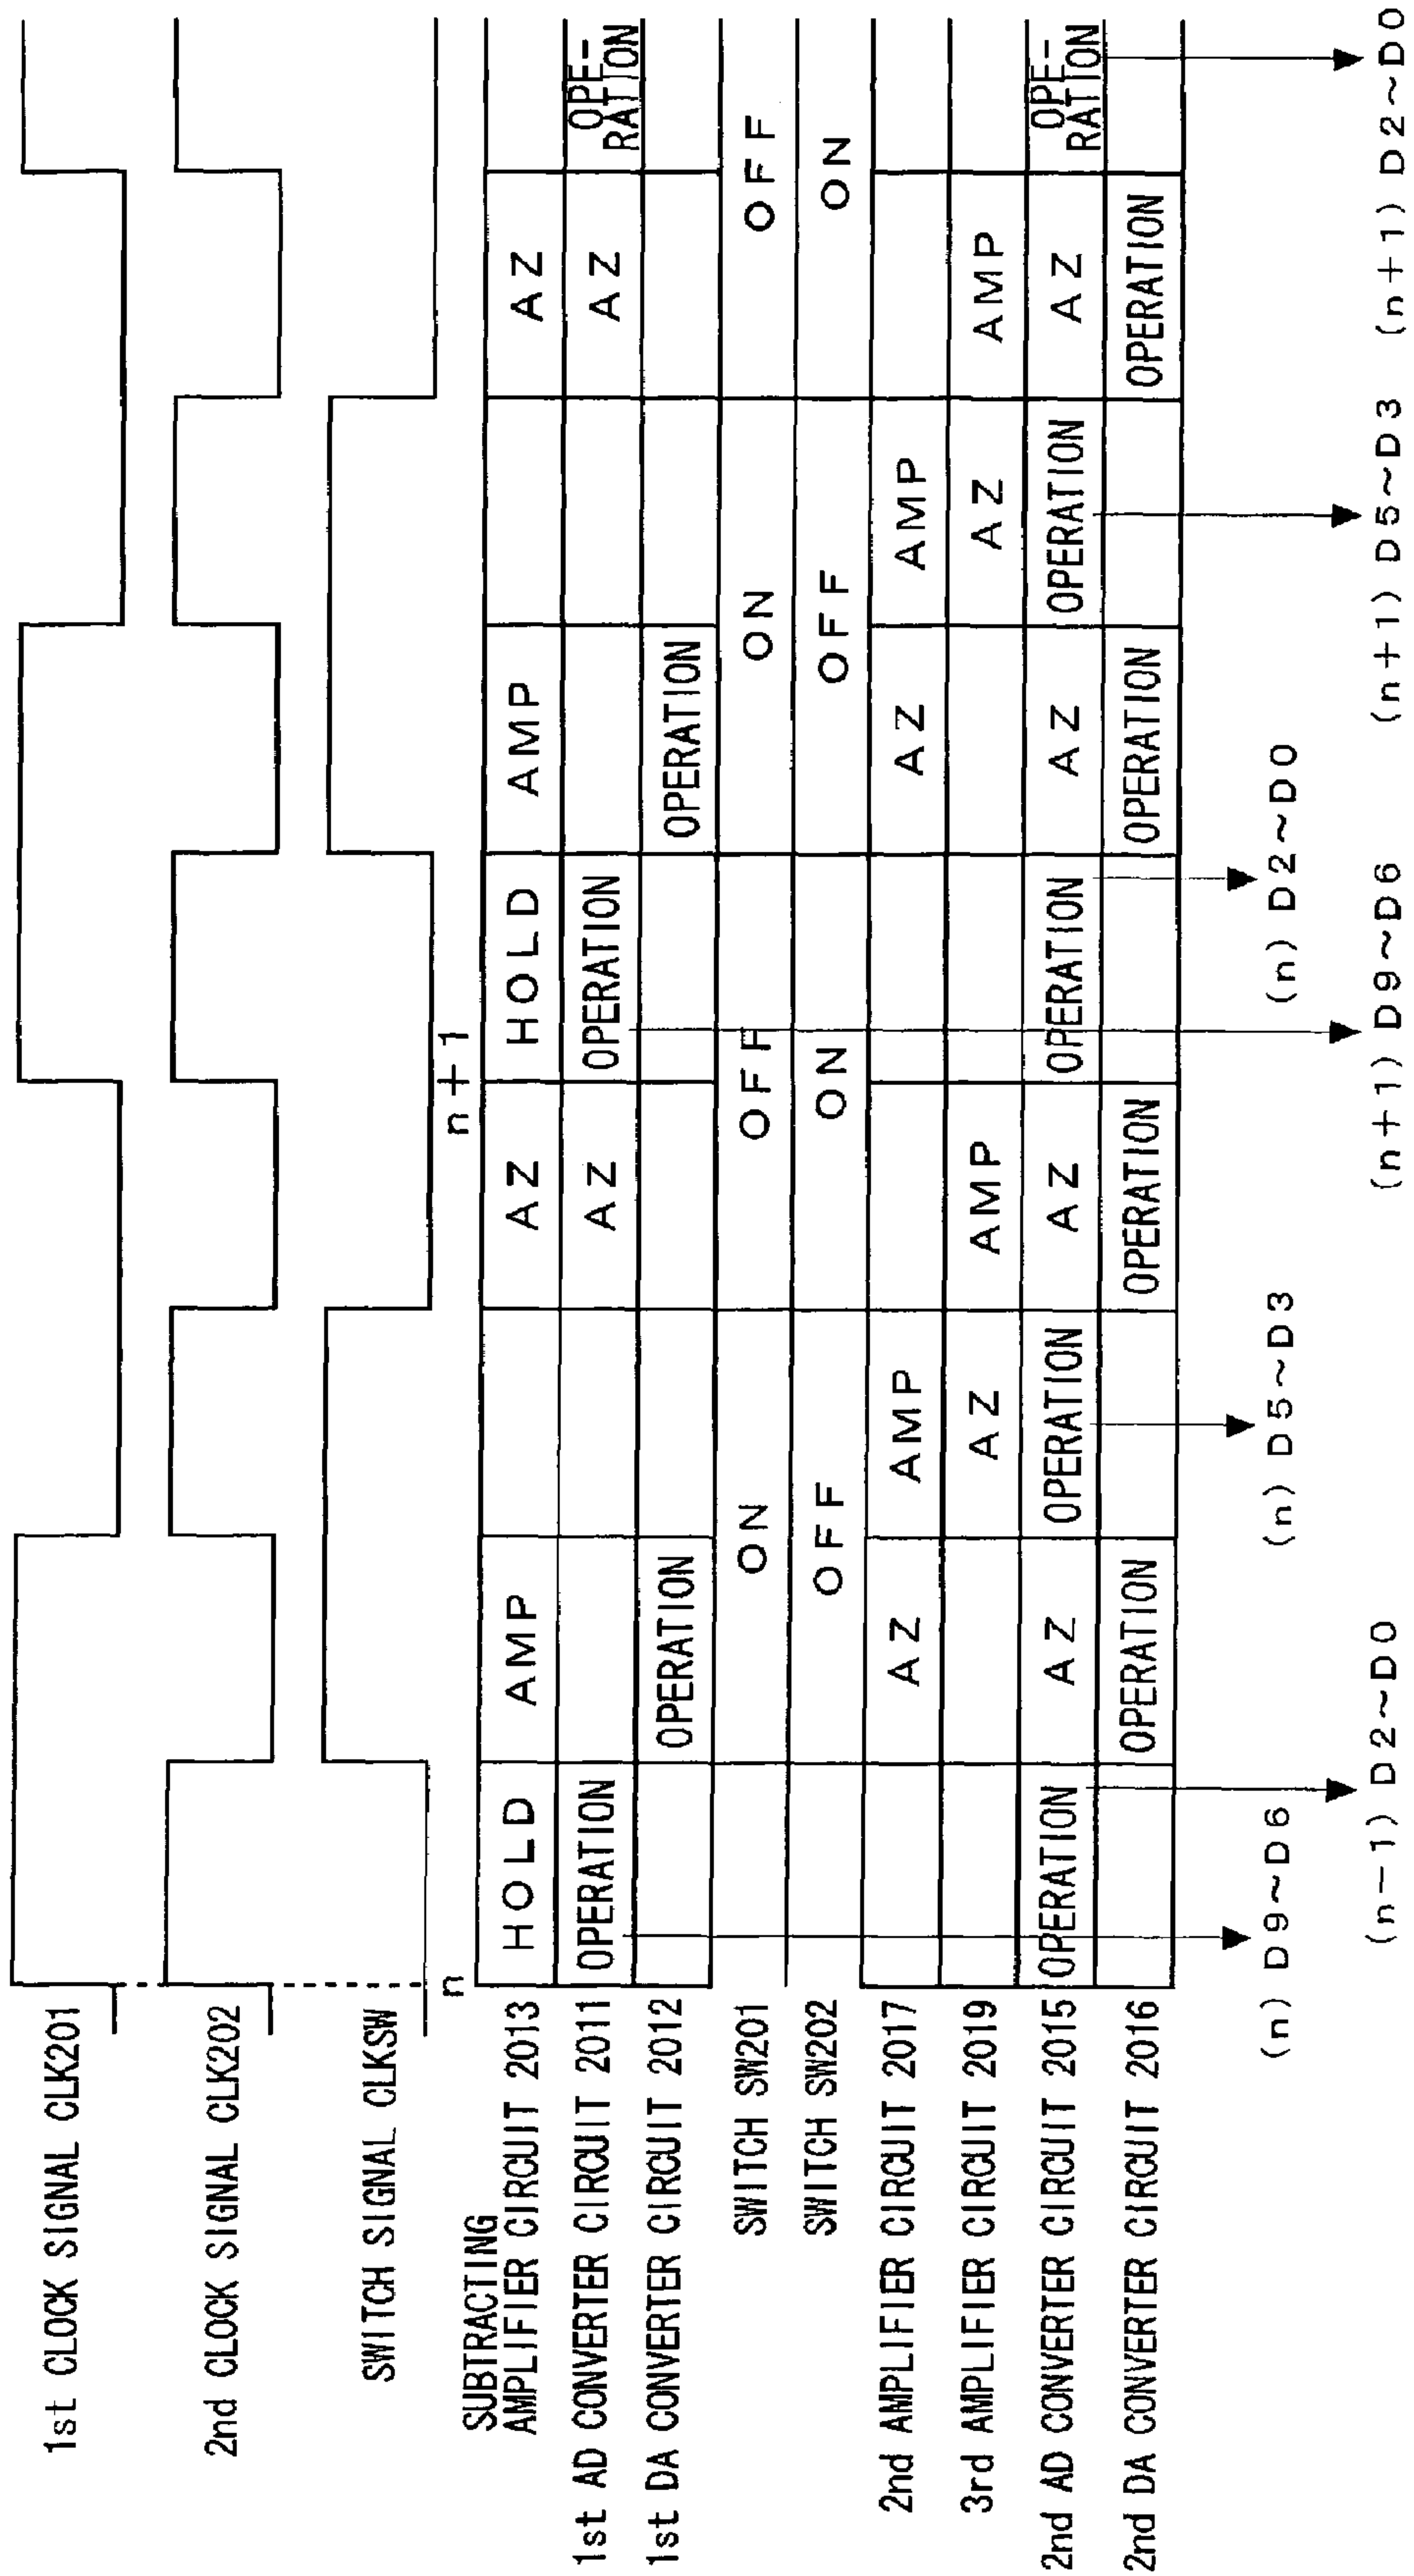 1st CLOCK SIGNAL CLK201
2nd CLOCK SIGNAL CLK202
SWITCH SIGNAL CLKSW
n
n+1
SUBTRACTING
AMPLIFIER CIRCUIT 2013
HOLD
AMP
AZ
HOLD
AMP
AZ
1st AD CONVERTER CIRCUIT 2011
OPERATION
AZ
OPERATION
AZ
OPE-
RATION
1st DA CONVERTER CIRCUIT 2012
OPERATION
OPERATION
SWITCH SW201
ON
OFF
ON
OFF
SWITCH SW202
OFF
ON
OFF
ON
2nd AMPLIFIER CIRCUIT 2017
AZ
AMP
AZ
AMP
3rd AMPLIFIER CIRCUIT 2019
AZ
AMP
AZ
AMP
2nd AD CONVERTER CIRCUIT 2015
OPERATION
AZ
OPERATION
AZ
OPERATION
AZ
OPERATION
AZ
OPE-
RATION
2nd DA CONVERTER CIRCUIT 2016
OPERATION
OPERATION
OPERATION
OPERATION
(n) D9~D6
(n) D5~D3
(n) D2~D0
(n-1) D2~D0
(n+1) D9~D6
(n+1) D5~D3
(n+1) D2~D0